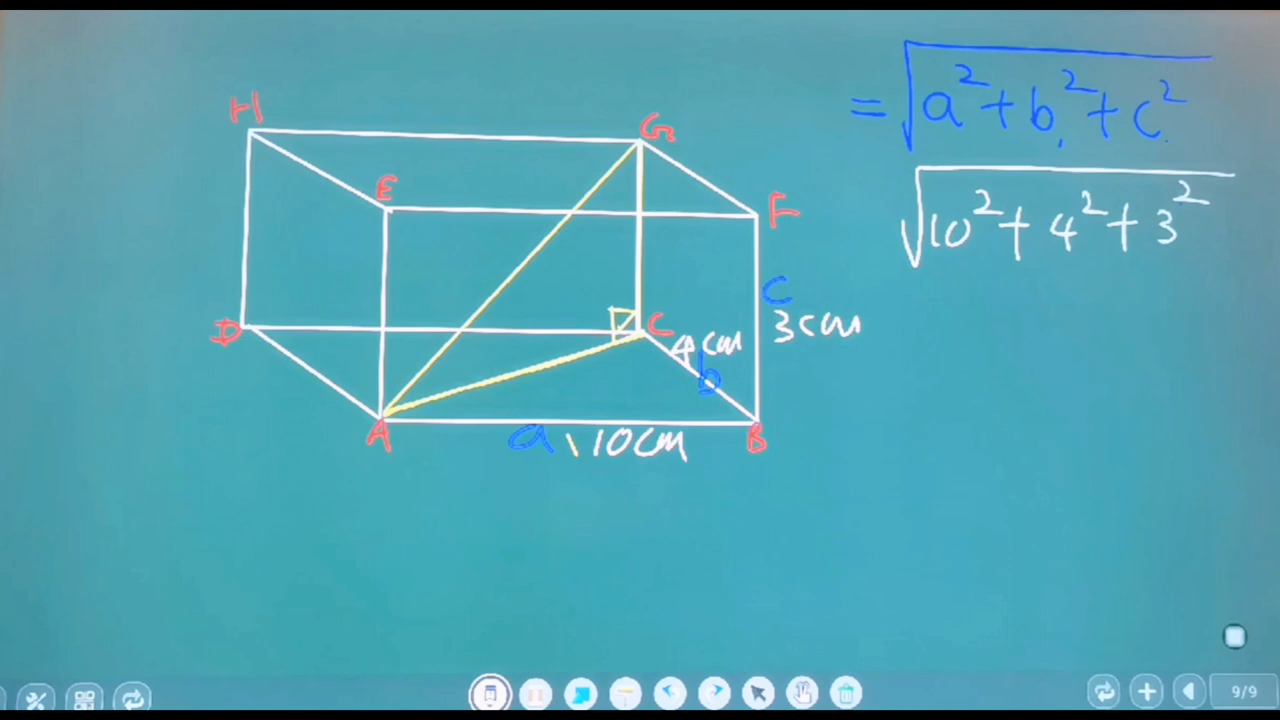 = √a² + b² + c²
√10² + 4² + 3²
H
G
E
F
c
D
C
4cm
3cm
b
A
a
10cm
B
9/9